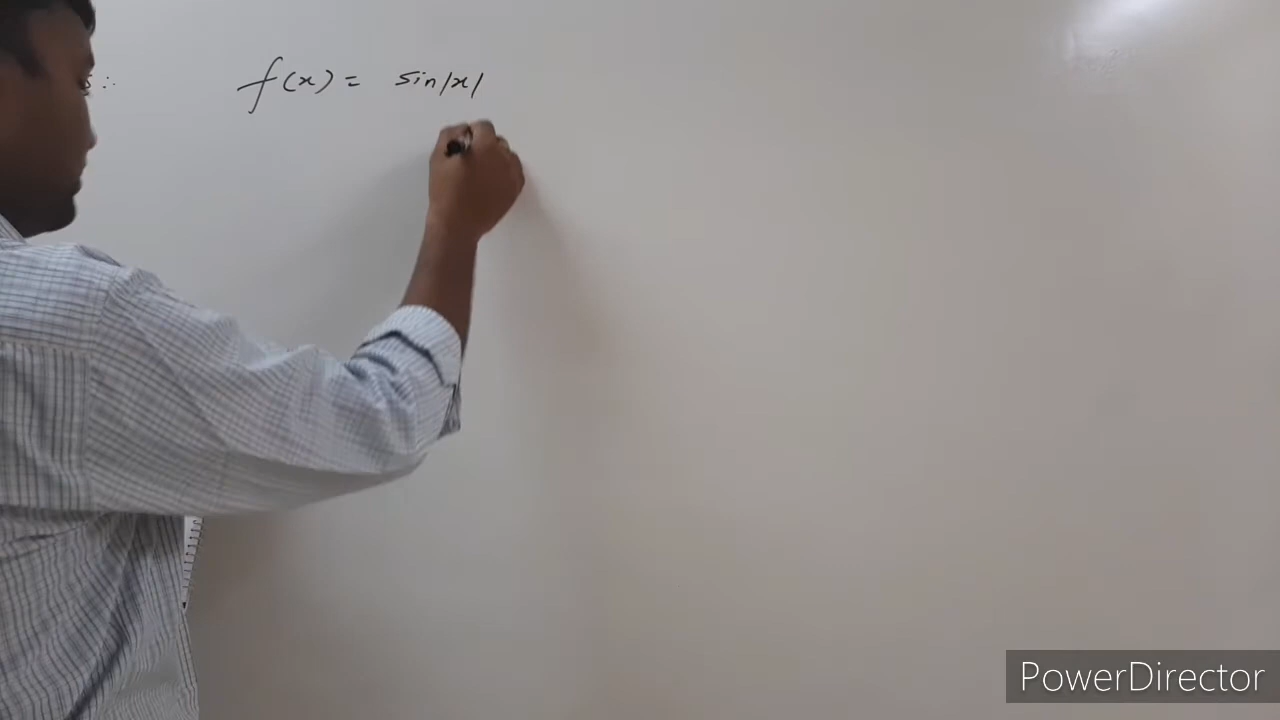 f(x) = sin|x|
PowerDirector